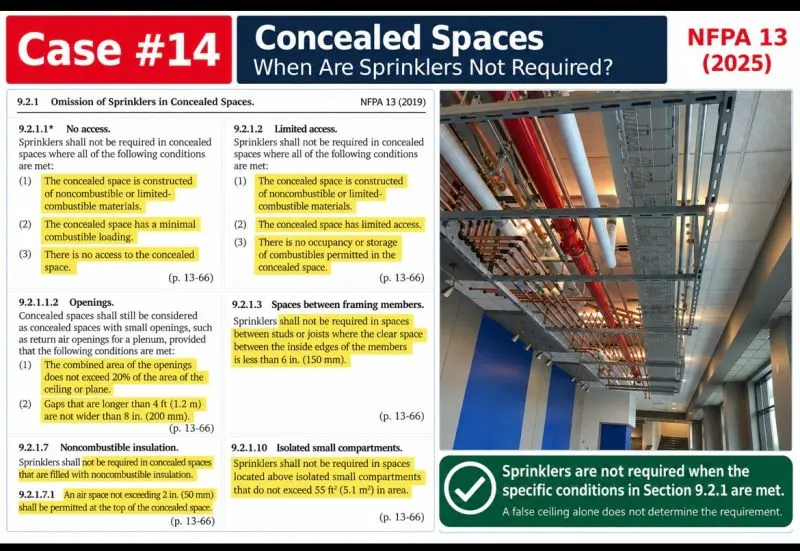 Case #14
Concealed Spaces
When Are Sprinklers Not Required?
NFPA 13
(2025)
9.2.1 Omission of Sprinklers in Concealed Spaces.
NFPA 13 (2019)
9.2.1.1* No access.
Sprinklers shall not be required in concealed
spaces where all of the following conditions
are met:
(1) The concealed space is constructed
of noncombustible or limited-
combustible materials.
(2) The concealed space has a minimal
combustible loading.
(3) There is no access to the concealed
space.
(p. 13-66)
9.2.1.2 Limited access.
Sprinklers shall not be required in concealed
spaces where all of the following conditions
are met:
(1) The concealed space is constructed
of noncombustible or limited-
combustible materials.
(2) The concealed space has limited access.
(3) There is no occupancy or storage
of combustibles permitted in the
concealed space.
(p. 13-66)
9.2.1.1.2 Openings.
Concealed spaces shall still be considered
as concealed spaces with small openings, such
as return air openings for a plenum, provided
that the following conditions are met:
(1) The combined area of the openings
does not exceed 20% of the area of the
ceiling or plane.
(2) Gaps that are longer than 4 ft (1.2 m)
are not wider than 8 in. (200 mm).
(p. 13-66)
9.2.1.3 Spaces between framing members.
Sprinklers shall not be required in spaces
between studs or joists where the clear space
between the inside edges of the members
is less than 6 in. (150 mm).
(p. 13-66)
9.2.1.7 Noncombustible insulation.
Sprinklers shall not be required in concealed spaces
that are filled with noncombustible insulation.
9.2.1.7.1 An air space not exceeding 2 in. (50 mm)
shall be permitted at the top of the concealed space.
(p. 13-66)
9.2.1.10 Isolated small compartments.
Sprinklers shall not be required in spaces
located above isolated small compartments
that do not exceed 55 ft² (5.1 m²) in area.
(p. 13-66)
Sprinklers are not required when the
specific conditions in Section 9.2.1 are met.
A false ceiling alone does not determine the requirement.